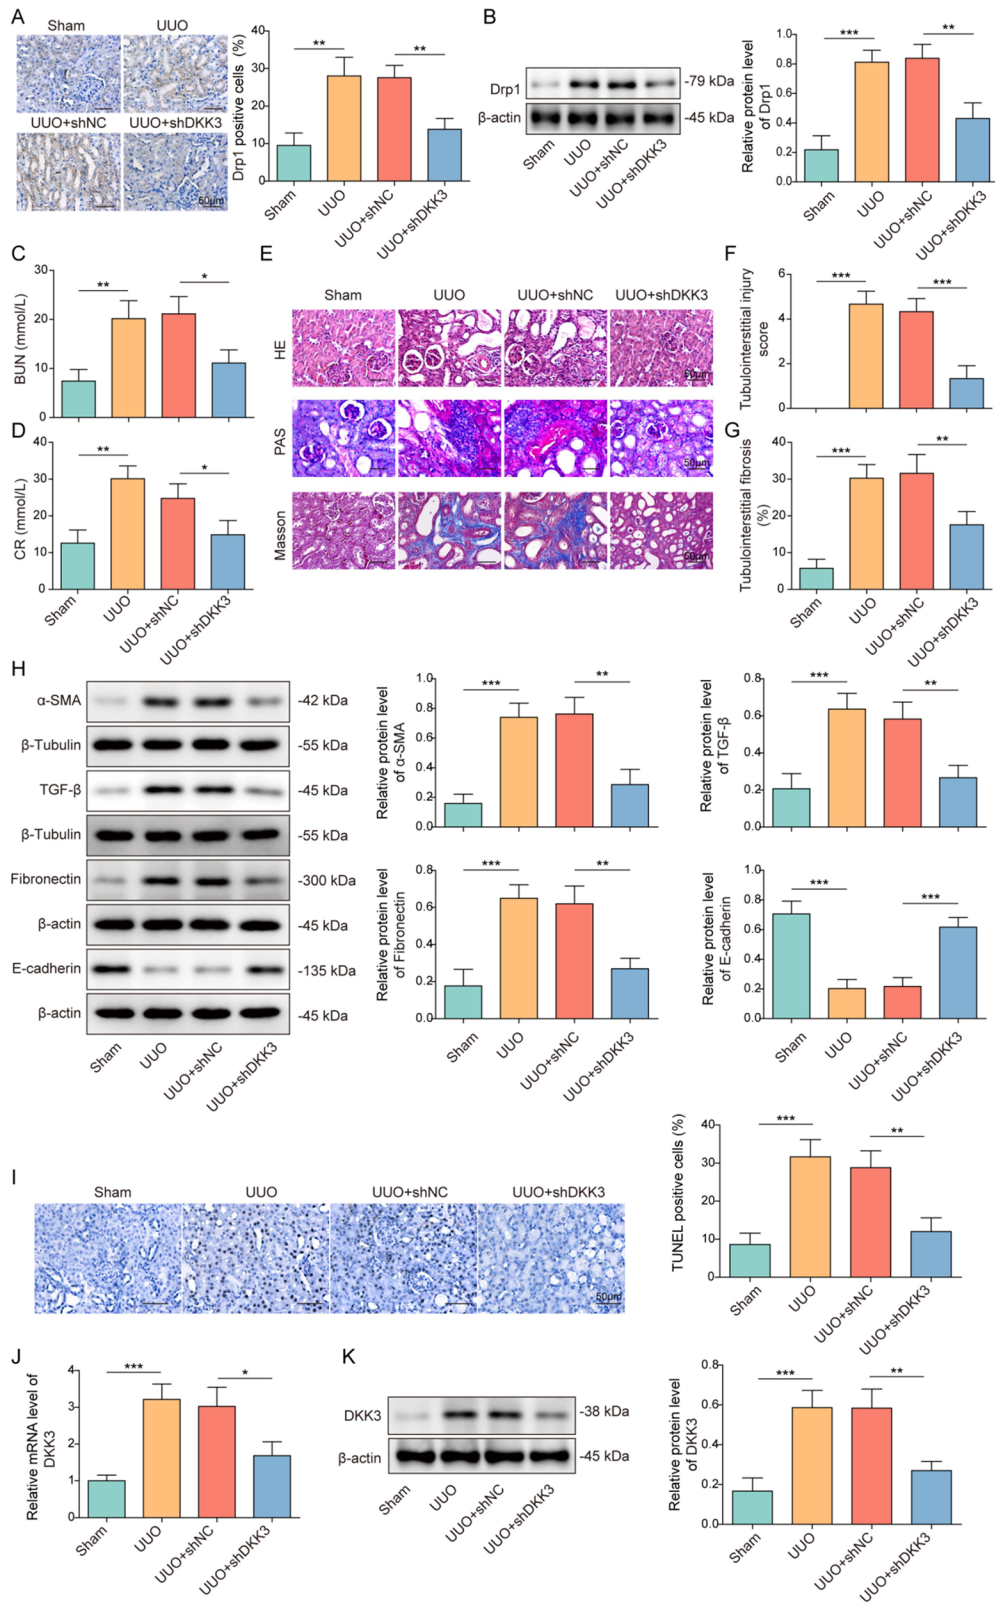 A
Sham
UUO
UUO+shNC
UUO+shDKK3
50μm
Drp1 positive cells (%)
40
30
20
10
0
**
**
Sham
UUO
UUO+shNC
UUO+shDKK3
B
Drp1
-79 kDa
β-actin
-45 kDa
Sham
UUO
UUO+shNC
UUO+shDKK3
Relative protein level
of Drp1
1.0
0.8
0.6
0.4
0.2
0.0
***
**
Sham
UUO
UUO+shNC
UUO+shDKK3
C
BUN (mmol/L)
30
20
10
0
**
*
D
CR (mmol/L)
40
30
20
10
0
**
*
Sham
UUO
UUO+shNC
UUO+shDKK3
E
Sham
UUO
UUO+shNC
UUO+shDKK3
HE
50μm
PAS
50μm
Masson
50μm
F
Tubulointerstitial injury
score
6
4
2
0
***
***
G
Tubulointerstitial fibrosis
(%)
40
30
20
10
0
***
**
Sham
UUO
UUO+shNC
UUO+shDKK3
H
α-SMA
-42 kDa
β-Tubulin
-55 kDa
TGF-β
-45 kDa
β-Tubulin
-55 kDa
Fibronectin
-300 kDa
β-actin
-45 kDa
E-cadherin
-135 kDa
β-actin
-45 kDa
Sham
UUO
UUO+shNC
UUO+shDKK3
Relative protein level
of α-SMA
1.0
0.8
0.6
0.4
0.2
0.0
***
**
Relative protein level
of TGF-β
0.8
0.6
0.4
0.2
0.0
***
**
Relative protein level
of Fibronectin
0.8
0.6
0.4
0.2
0.0
***
**
Sham
UUO
UUO+shNC
UUO+shDKK3
Relative protein level
of E-cadherin
1.0
0.8
0.6
0.4
0.2
0.0
***
***
Sham
UUO
UUO+shNC
UUO+shDKK3
I
Sham
UUO
UUO+shNC
UUO+shDKK3
50μm
TUNEL positive cells (%)
40
30
20
10
0
***
**
Sham
UUO
UUO+shNC
UUO+shDKK3
J
Relative mRNA level of
DKK3
4
3
2
1
0
***
*
Sham
UUO
UUO+shNC
UUO+shDKK3
K
DKK3
-38 kDa
β-actin
-45 kDa
Sham
UUO
UUO+shNC
UUO+shDKK3
Relative protein level
of DKK3
0.8
0.6
0.4
0.2
0.0
***
**
Sham
UUO
UUO+shNC
UUO+shDKK3